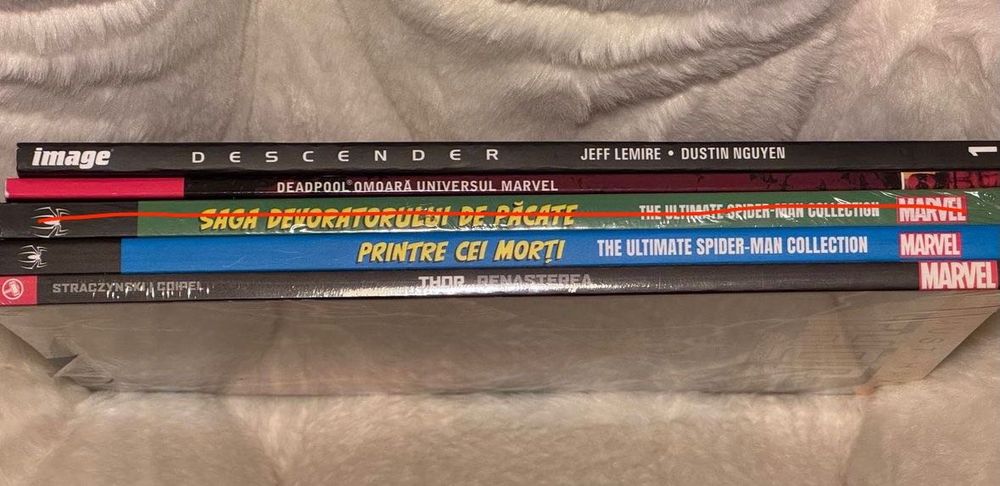 image DESCENDER JEFF LEMIRE • DUSTIN NGUYEN 1
DEADPOOL OMOARĂ UNIVERSUL MARVEL
SAGA DEVORATORULUI DE PĂCATE THE ULTIMATE SPIDER-MAN COLLECTION MARVEL
PRINTRE CEI MORȚI THE ULTIMATE SPIDER-MAN COLLECTION MARVEL
STRACZYNSKI COIPEL THOR RENAȘTEREA MARVEL